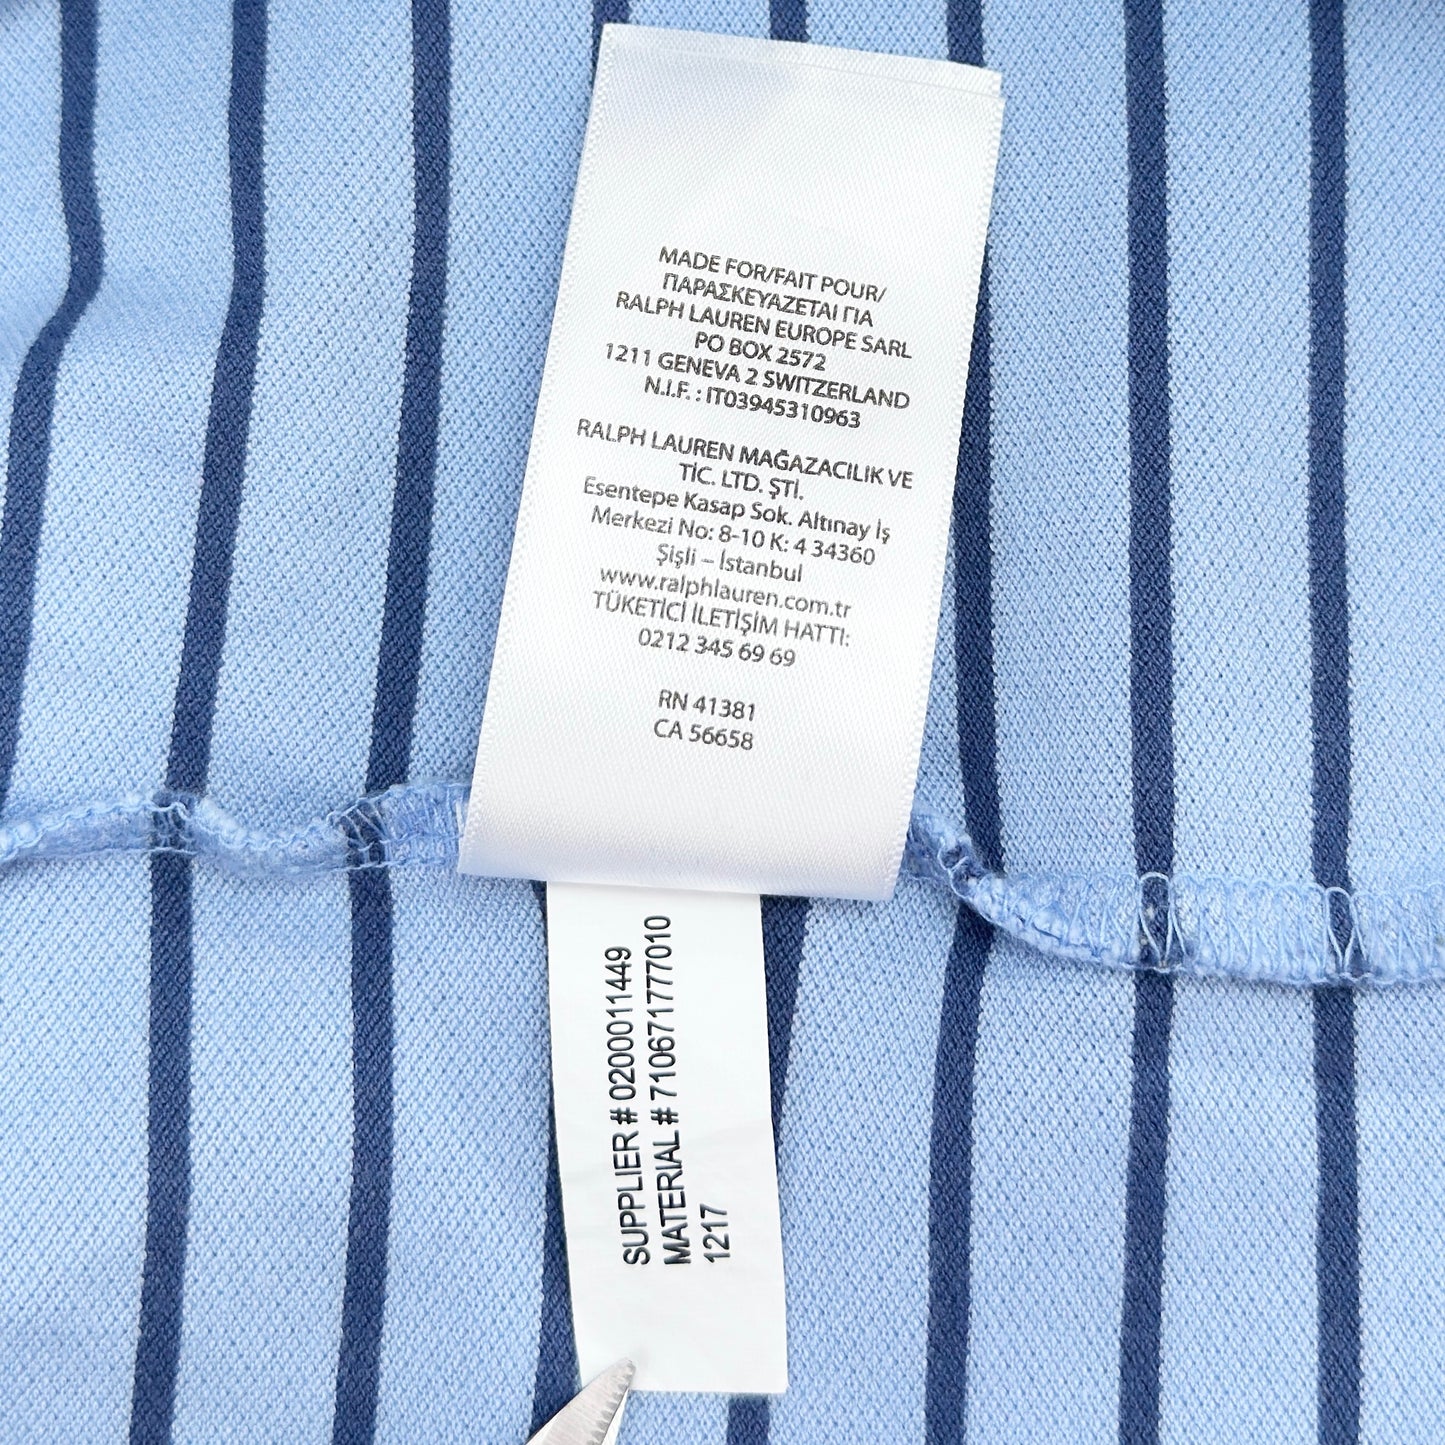 MADE FOR/FAIT POUR/
ΠΑΡΑΣΚΕΥΑΖΕΤΑΙ ΓΙΑ
RALPH LAUREN EUROPE SARL
PO BOX 2572
1211 GENEVA 2 SWITZERLAND
N.I.F. : IT03945310963
RALPH LAUREN MAĞAZACILIK VE
TİC. LTD. ŞTİ.
Esentepe Kasap Sok. Altınay İş
Merkezi No: 8-10 K: 4 34360
Şişli – İstanbul
www.ralphlauren.com.tr
TÜKETİCİ İLETİŞİM HATTI:
0212 345 69 69
RN 41381
CA 56658
SUPPLIER # 0200011449
MATERIAL # 710671777010
1217